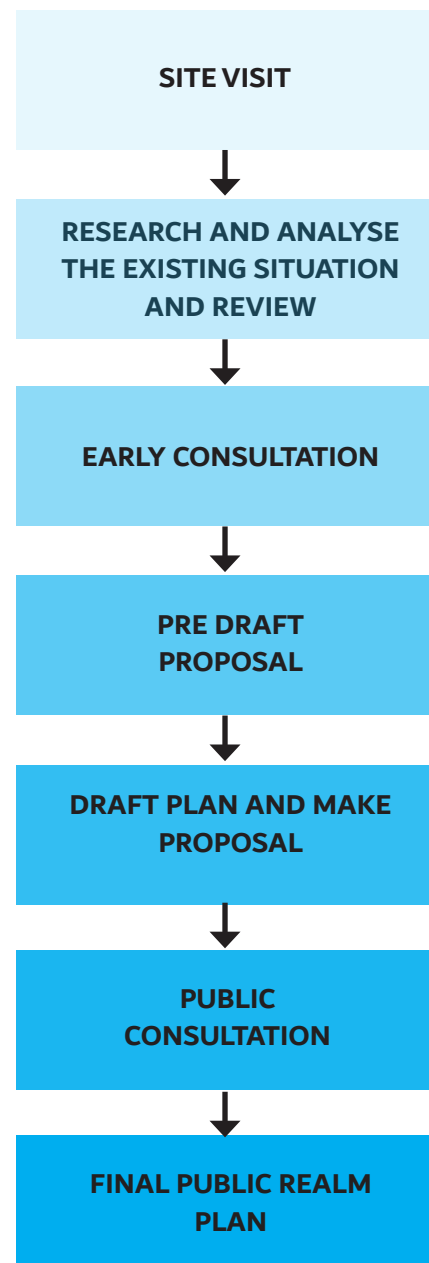 SITE VISIT
RESEARCH AND ANALYSE
THE EXISTING SITUATION
AND REVIEW
EARLY CONSULTATION
PRE DRAFT
PROPOSAL
DRAFT PLAN AND MAKE
PROPOSAL
PUBLIC
CONSULTATION
FINAL PUBLIC REALM
PLAN